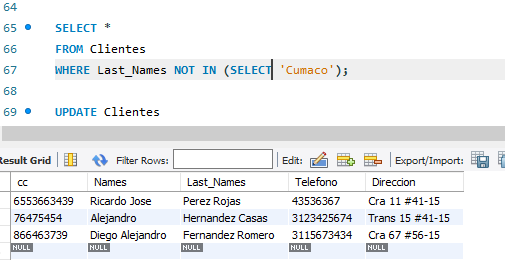 64
65 SELECT *
66 FROM Clientes
67 WHERE Last_Names NOT IN (SELECT 'Cumaco');
68
69 UPDATE Clientes
Result Grid Filter Rows: Edit: Export/Import:
cc Names Last_Names Telefono Direccion
6553663439 Ricardo Jose Perez Rojas 43536367 Cra 11 #41-15
76475454 Alejandro Hernandez Casas 3123425674 Trans 15 #41-15
866463739 Diego Alejandro Fernandez Romero 3115673434 Cra 67 #56-15
NULL NULL NULL NULL NULL